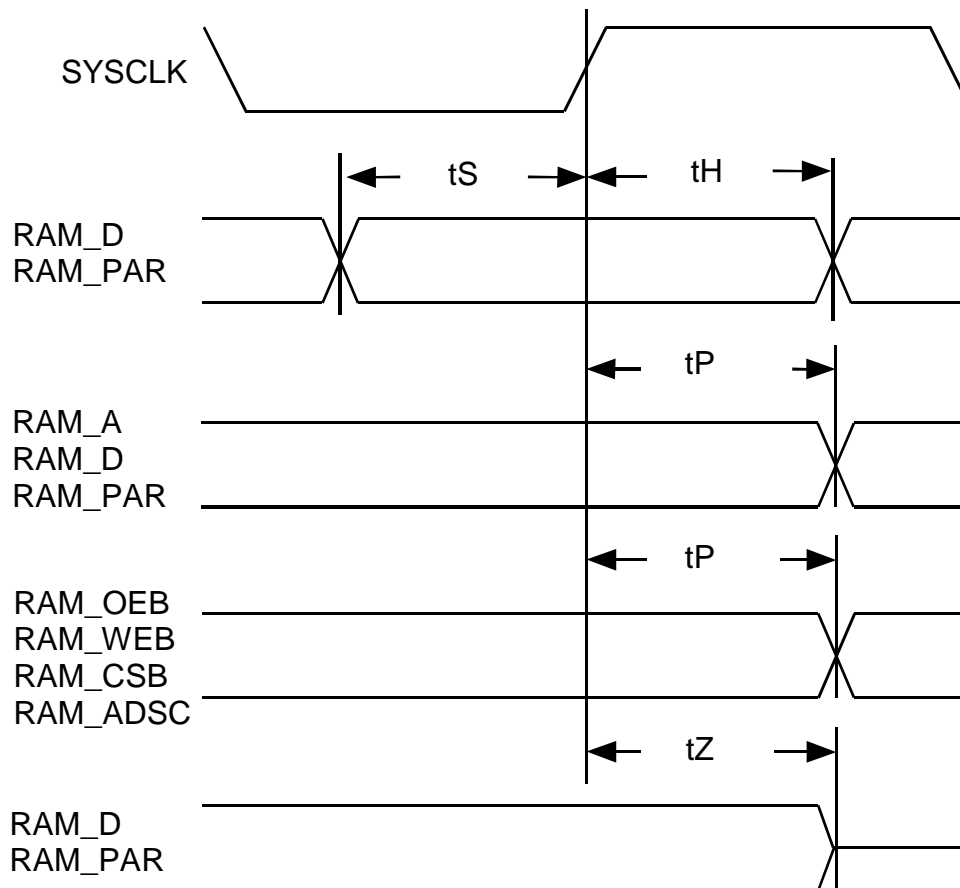 SYSCLK
tS
tH
RAM_D
RAM_PAR
tP
RAM_A
RAM_D
RAM_PAR
tP
RAM_OEB
RAM_WEB
RAM_CSB
RAM_ADSC
tZ
RAM_D
RAM_PAR